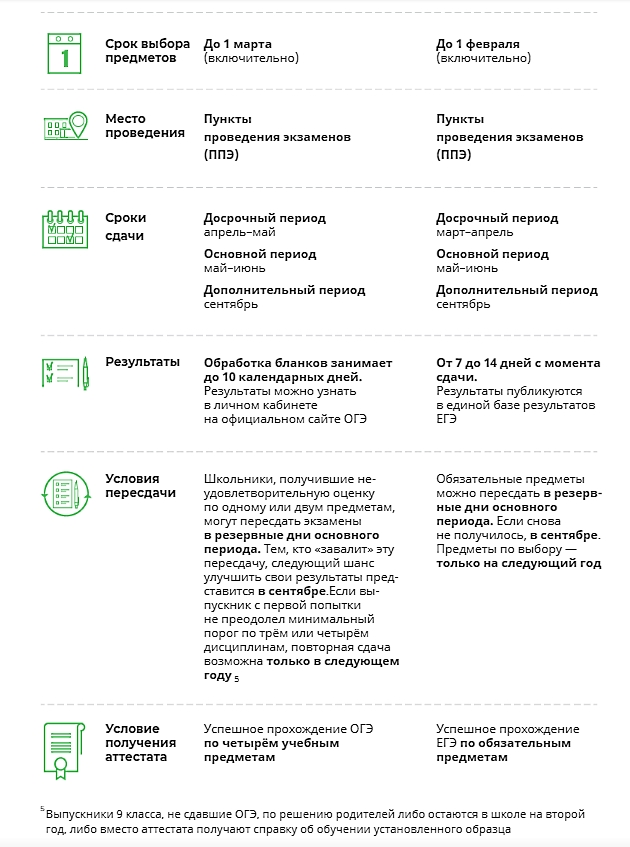 1
Срок выбора
предметов
До 1 марта
(включительно)
До 1 февраля
(включительно)
Место
проведения
Пункты
проведения экзаменов
(ППЭ)
Пункты
проведения экзаменов
(ППЭ)
Сроки
сдачи
Досрочный период
апрель–май
Основной период
май–июнь
Дополнительный период
сентябрь
Досрочный период
март–апрель
Основной период
май–июнь
Дополнительный период
сентябрь
Результаты
Обработка бланков занимает
до 10 календарных дней.
Результаты можно узнать
в личном кабинете
на официальном сайте ОГЭ
От 7 до 14 дней с момента
сдачи.
Результаты публикуются
в единой базе результатов
ЕГЭ
Условия
пересдачи
Школьники, получившие не-
удовлетворительную оценку
по одному или двум предметам,
могут пересдать экзамены
в резервные дни основного
периода. Тем, кто «завалит» эту
пересдачу, следующий шанс
улучшить свои результаты пред-
ставится в сентябре.Если вы-
пускник с первой попытки
не преодолел минимальный
порог по трём или четырём
дисциплинам, повторная сдача
возможна только в следующем
году 5
Обязательные предметы
можно пересдать в резерв-
ные дни основного
периода. Если снова
не получилось, в сентябре.
Предметы по выбору —
только на следующий год
Условие
получения
аттестата
Успешное прохождение ОГЭ
по четырём учебным
предметам
Успешное прохождение
ЕГЭ по обязательным
предметам
5 Выпускники 9 класса, не сдавшие ОГЭ, по решению родителей либо остаются в школе на второй
год, либо вместо аттестата получают справку об обучении установленного образца